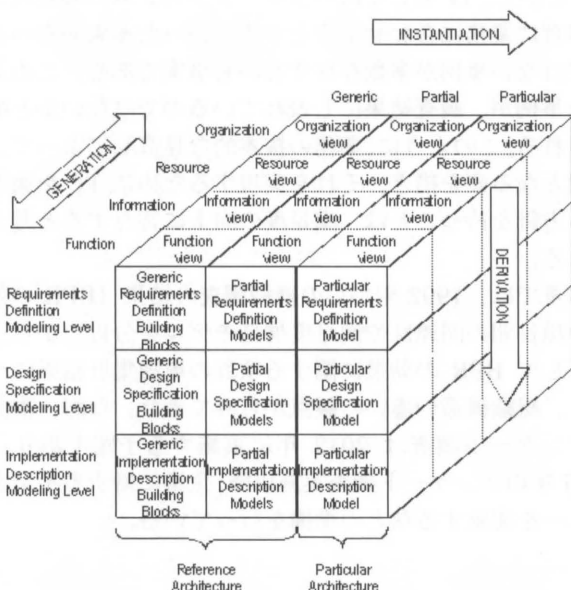 INSTANTIATION
Generic Partial Particular
Organization Organization view Organization view Organization view
Resource Resource view Resource view Resource view
Information Information view Information view Information view
Function Function view Function view Function view
GENERATION
DERIVATION
Requirements
Definition
Modeling Level
Generic
Requirements
Definition
Building
Blocks
Partial
Requirements
Definition
Models
Particular
Requirements
Definition
Models
Design
Specification
Modeling Level
Generic
Design
Specification
Building
Blocks
Partial Design
Specification
Models
Particular
Design
Specification
Model
Implementation
Description
Modeling Level
Generic
Implementation
Description
Building
Blocks
Partial
Implementation
Description
Models
Particular
Implementation
Description
Model
Reference
Architecture
Particular
Architecture